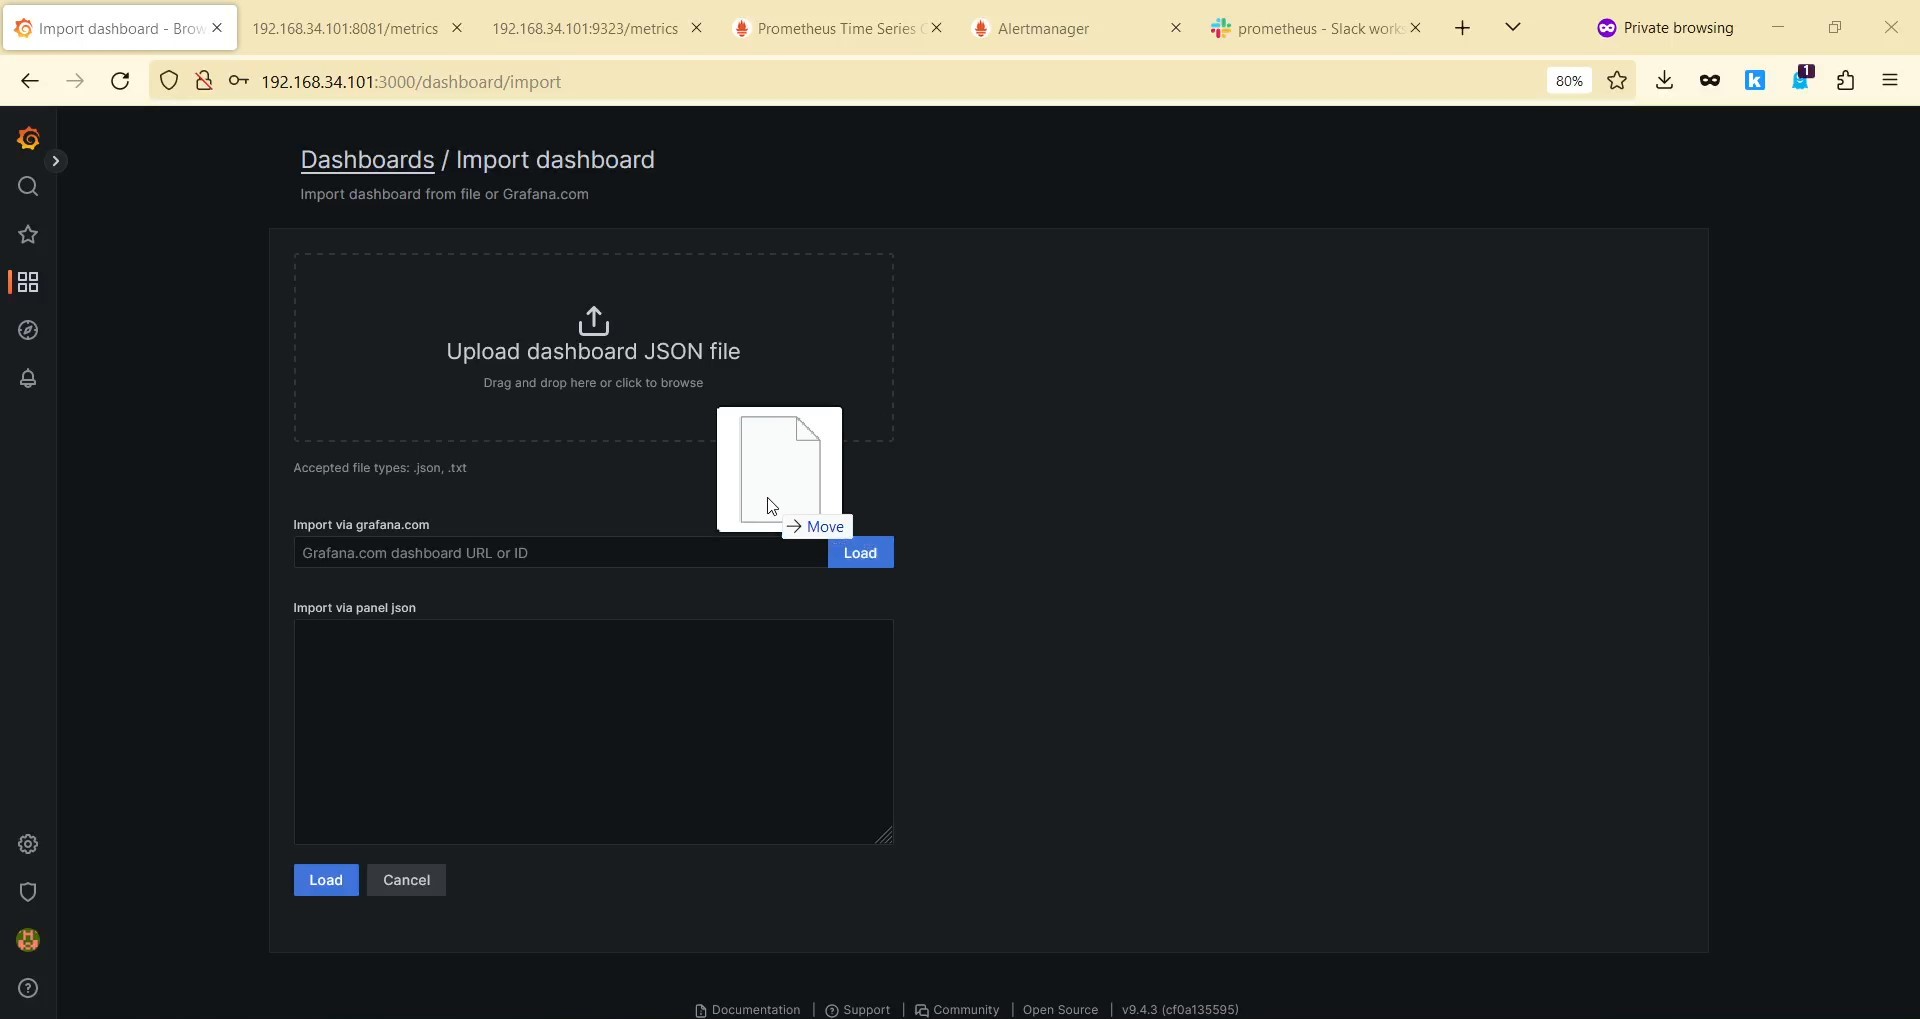 Import dashboard - Brow
192.168.34.101:8081/metrics
192.168.34.101:9323/metrics
Prometheus Time Series
Alertmanager
prometheus - Slack work
Private browsing
192.168.34.101:3000/dashboard/import
80%
k
1
Dashboards / Import dashboard
Import dashboard from file or Grafana.com
Upload dashboard JSON file
Drag and drop here or click to browse
Accepted file types: .json, .txt
Move
Import via grafana.com
Grafana.com dashboard URL or ID
Load
Import via panel json
Load
Cancel
Documentation | Support | Community | Open Source | v9.4.3 (cf0a135595)